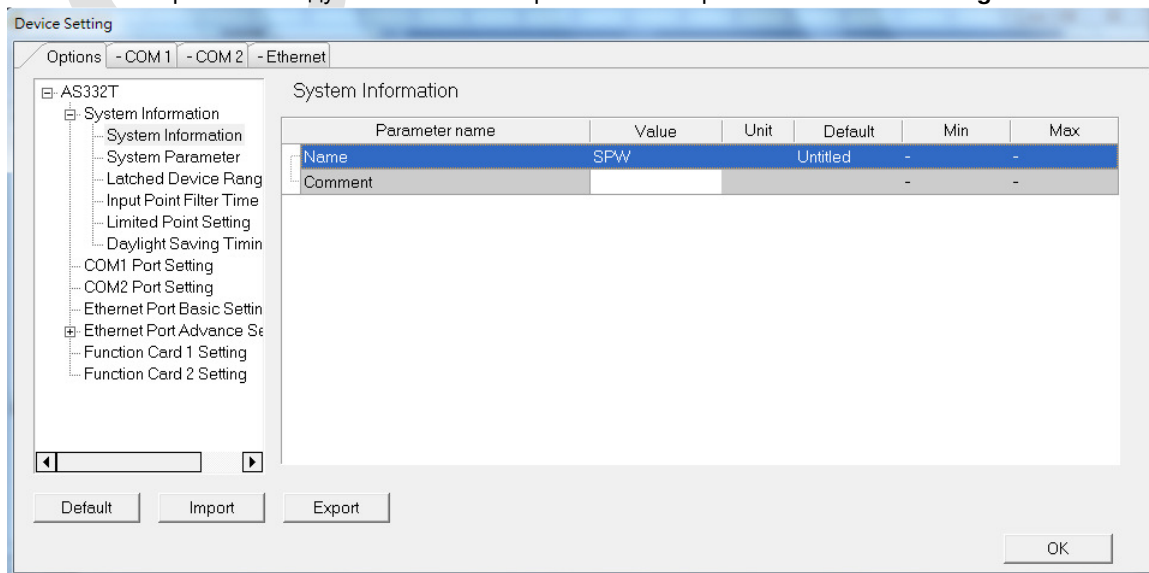 Device Setting
Options - COM 1 - COM 2 - Ethernet
AS332T
System Information
System Information
System Parameter
Latched Device Rang
Input Point Filter Time
Limited Point Setting
Daylight Saving Timin
COM1 Port Setting
COM2 Port Setting
Ethernet Port Basic Settin
Ethernet Port Advance Se
Function Card 1 Setting
Function Card 2 Setting
System Information
Parameter name Value Unit Default Min Max
Name SPW Untitled - -
Comment - -
Default Import Export
OK